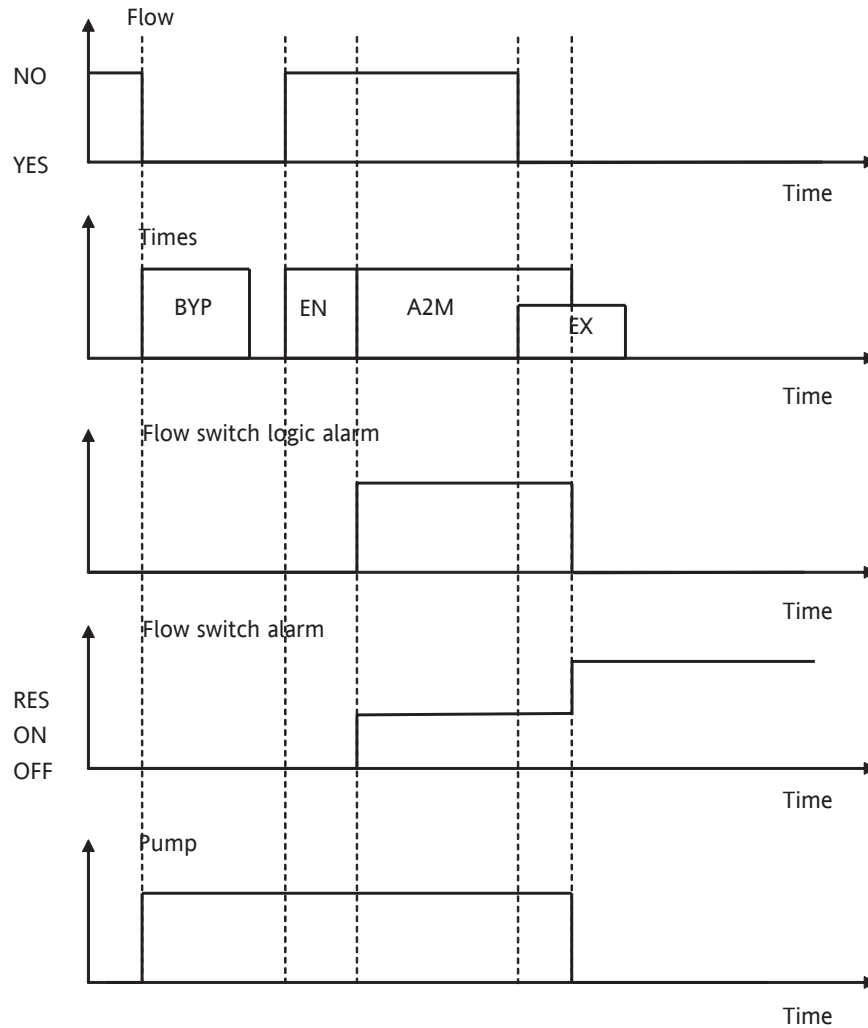 Flow
NO
YES
Time
Times
BYP
EN
A2M
EX
Time
Flow switch logic alarm
Time
Flow switch alarm
RES
ON
OFF
Time
Pump
Time